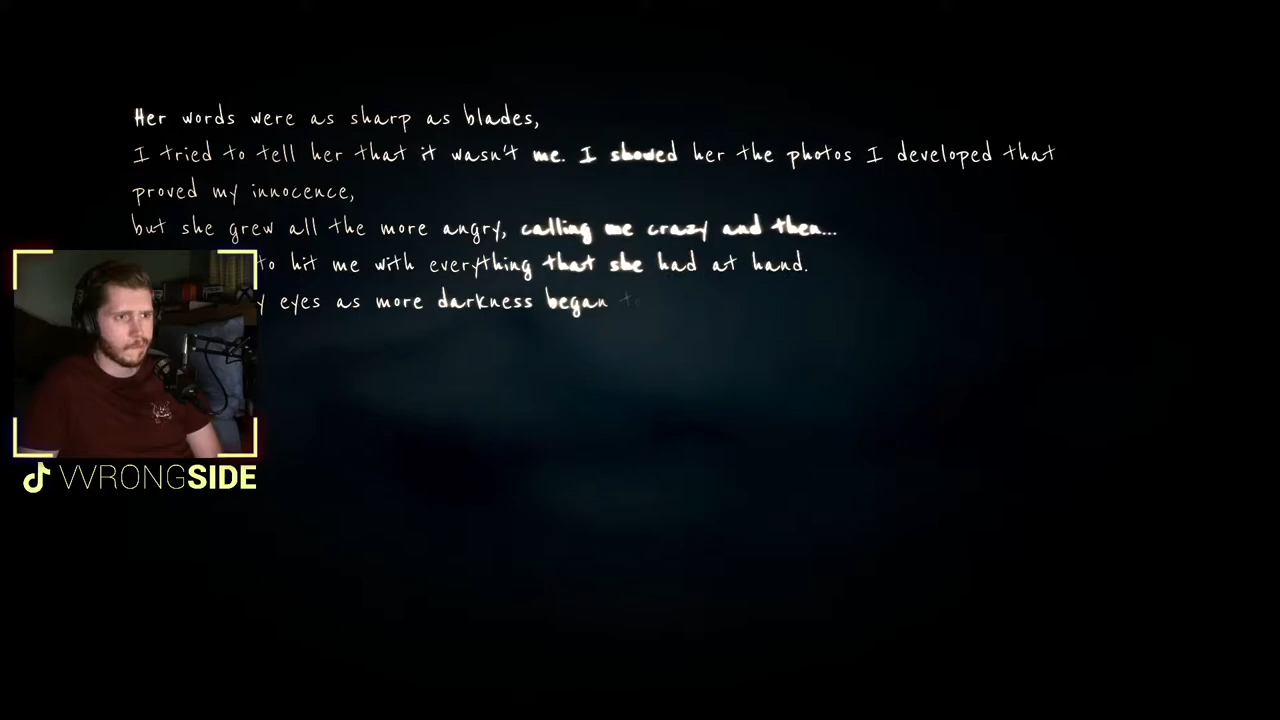 Her words were as sharp as blades,
I tried to tell her that it wasn't me. I showed her the photos I developed that
proved my innocence,
but she grew all the more angry, calling me crazy and then...
to hit me with everything that she had at hand.
y eyes as more darkness began to
VVRONGSIDE